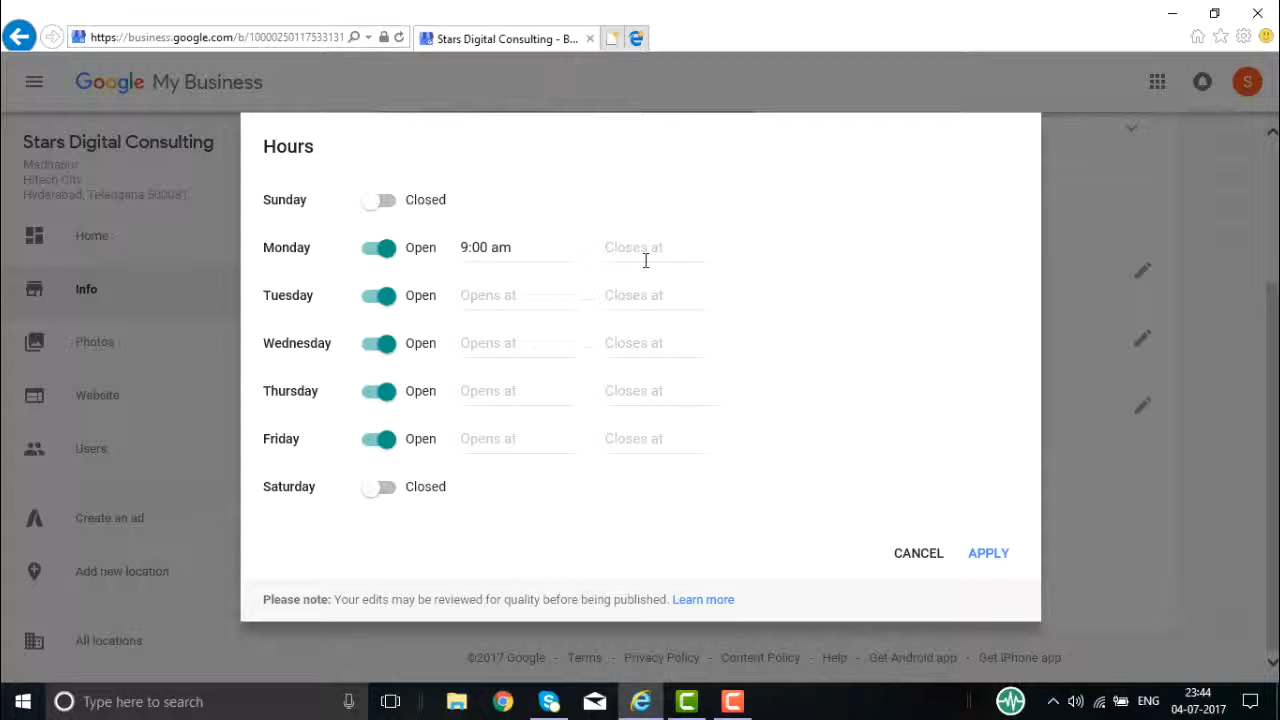 https://business.google.com/b/10000250117533131
Stars Digital Consulting - B...
Google My Business
S
Stars Digital Consulting
Madhapur
Hitech City
Hyderabad, Telangana 500081
Home
Info
Photos
Website
Users
Create an ad
Add new location
All locations
Hours
Sunday Closed
Monday Open 9:00 am Closes at
Tuesday Open Opens at Closes at
Wednesday Open Opens at Closes at
Thursday Open Opens at Closes at
Friday Open Opens at Closes at
Saturday Closed
CANCEL APPLY
Please note: Your edits may be reviewed for quality before being published. Learn more
©2017 Google - Terms - Privacy Policy - Content Policy - Help - Get Android app - Get iPhone app
Type here to search
ENG
23:44
04-07-2017